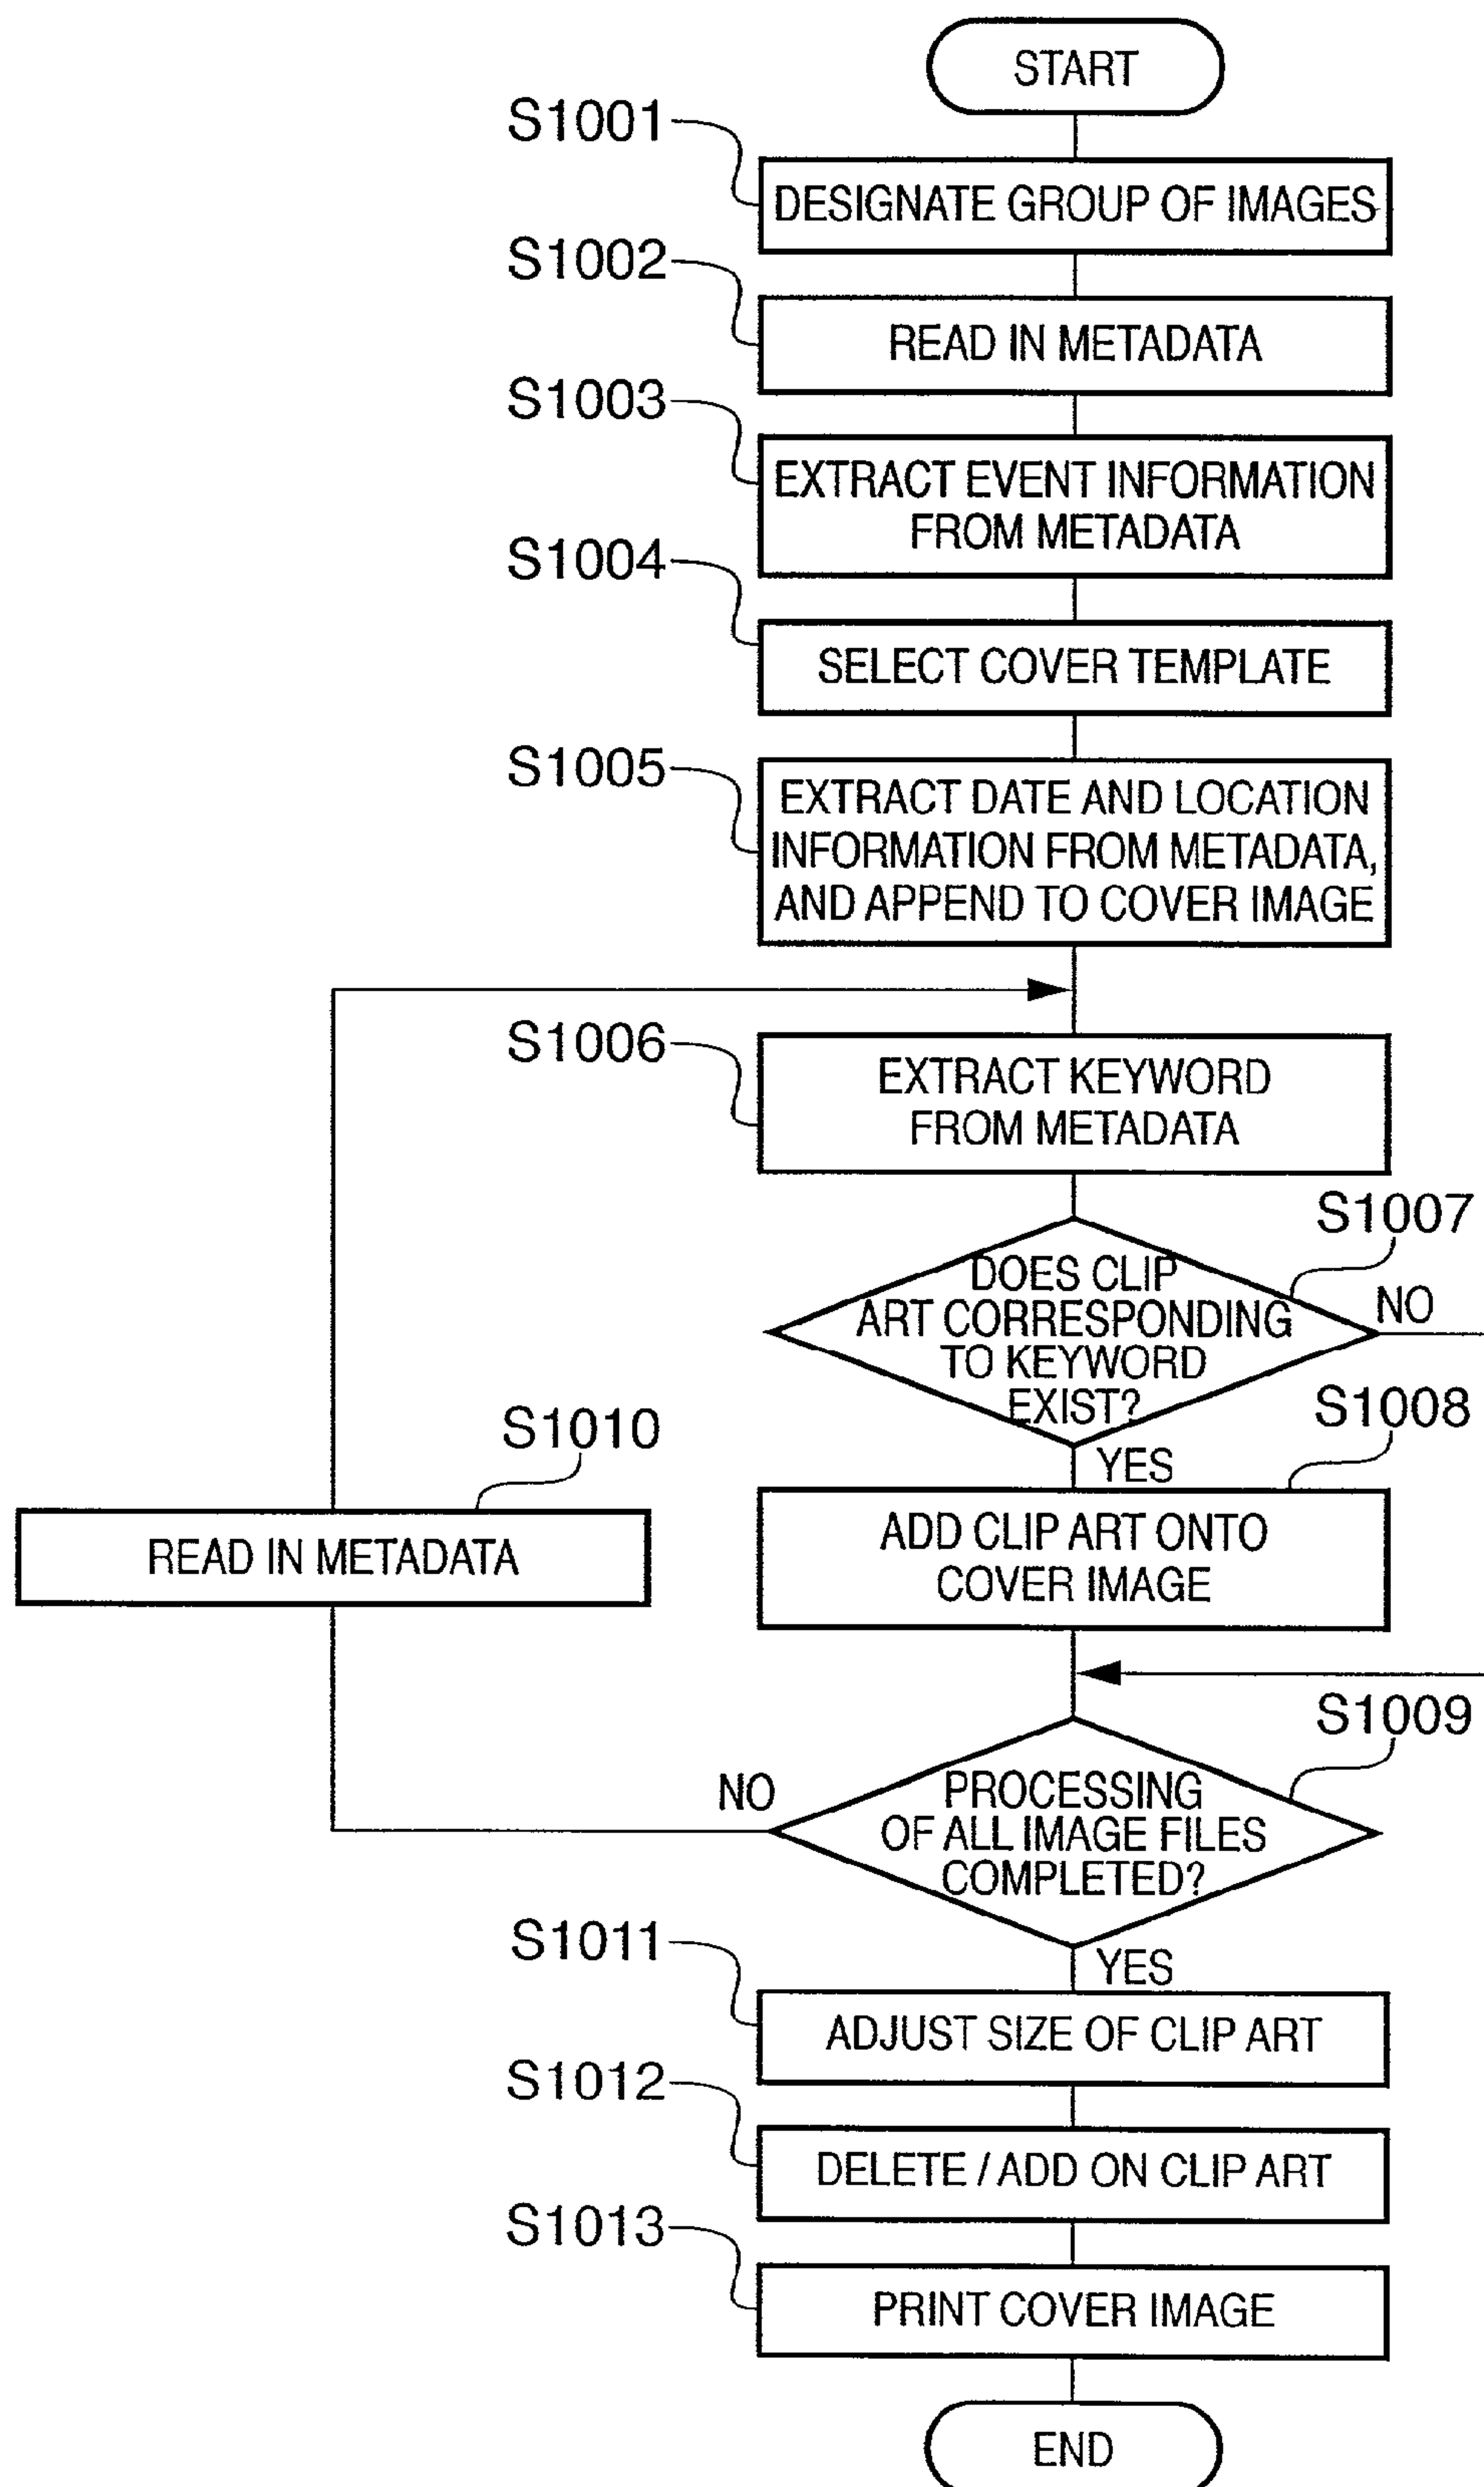 START
S1001
DESIGNATE GROUP OF IMAGES
S1002
READ IN METADATA
S1003
EXTRACT EVENT INFORMATION
FROM METADATA
S1004
SELECT COVER TEMPLATE
S1005
EXTRACT DATE AND LOCATION
INFORMATION FROM METADATA,
AND APPEND TO COVER IMAGE
S1006
EXTRACT KEYWORD
FROM METADATA
S1007
DOES CLIP
ART CORRESPONDING
TO KEYWORD
EXIST?
NO
YES
S1008
ADD CLIP ART ONTO
COVER IMAGE
S1010
READ IN METADATA
S1009
PROCESSING
OF ALL IMAGE FILES
COMPLETED?
NO
YES
S1011
ADJUST SIZE OF CLIP ART
S1012
DELETE / ADD ON CLIP ART
S1013
PRINT COVER IMAGE
END